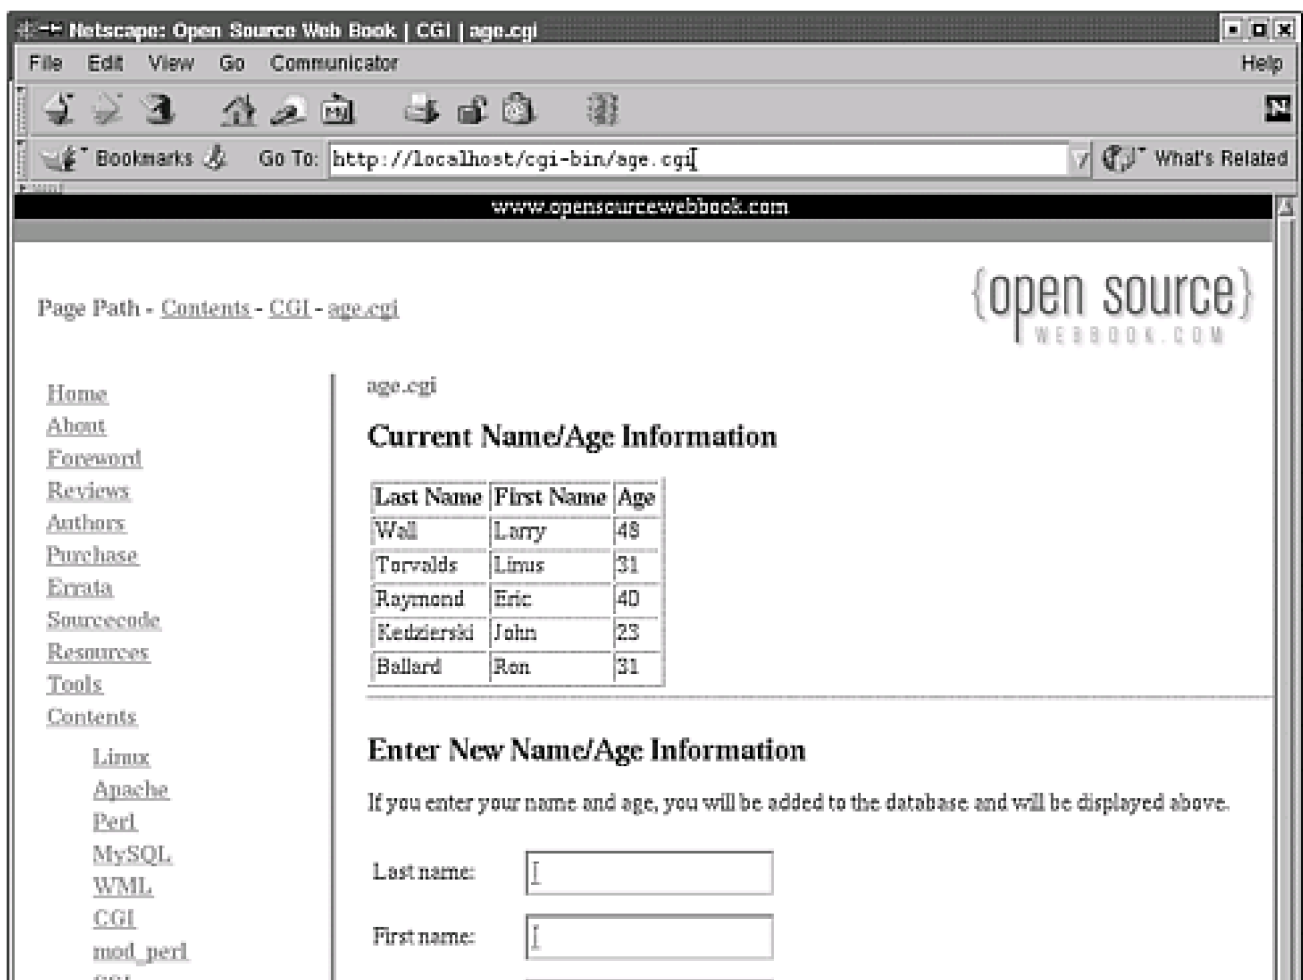 Netscape: Open Source Web Book | CGI | age.cgi
File Edit View Go Communicator Help
My
N
Bookmarks Go To: http://localhost/cgi-bin/age.cgi What's Related
www.opensourcewebbook.com
{open source}
WEBBOOK.COM
Page Path - Contents - CGI - age.cgi
Home
About
Foreword
Reviews
Authors
Purchase
Errata
Sourcecode
Resources
Tools
Contents
Linux
Apache
Perl
MySQL
WML
CGI
mod_perl
age.cgi
Current Name/Age Information
Last Name First Name Age
Wall Larry 48
Torvalds Linus 31
Raymond Eric 40
Kedzierski John 23
Ballard Ron 31
Enter New Name/Age Information
If you enter your name and age, you will be added to the database and will be displayed above.
Last name:
First name: